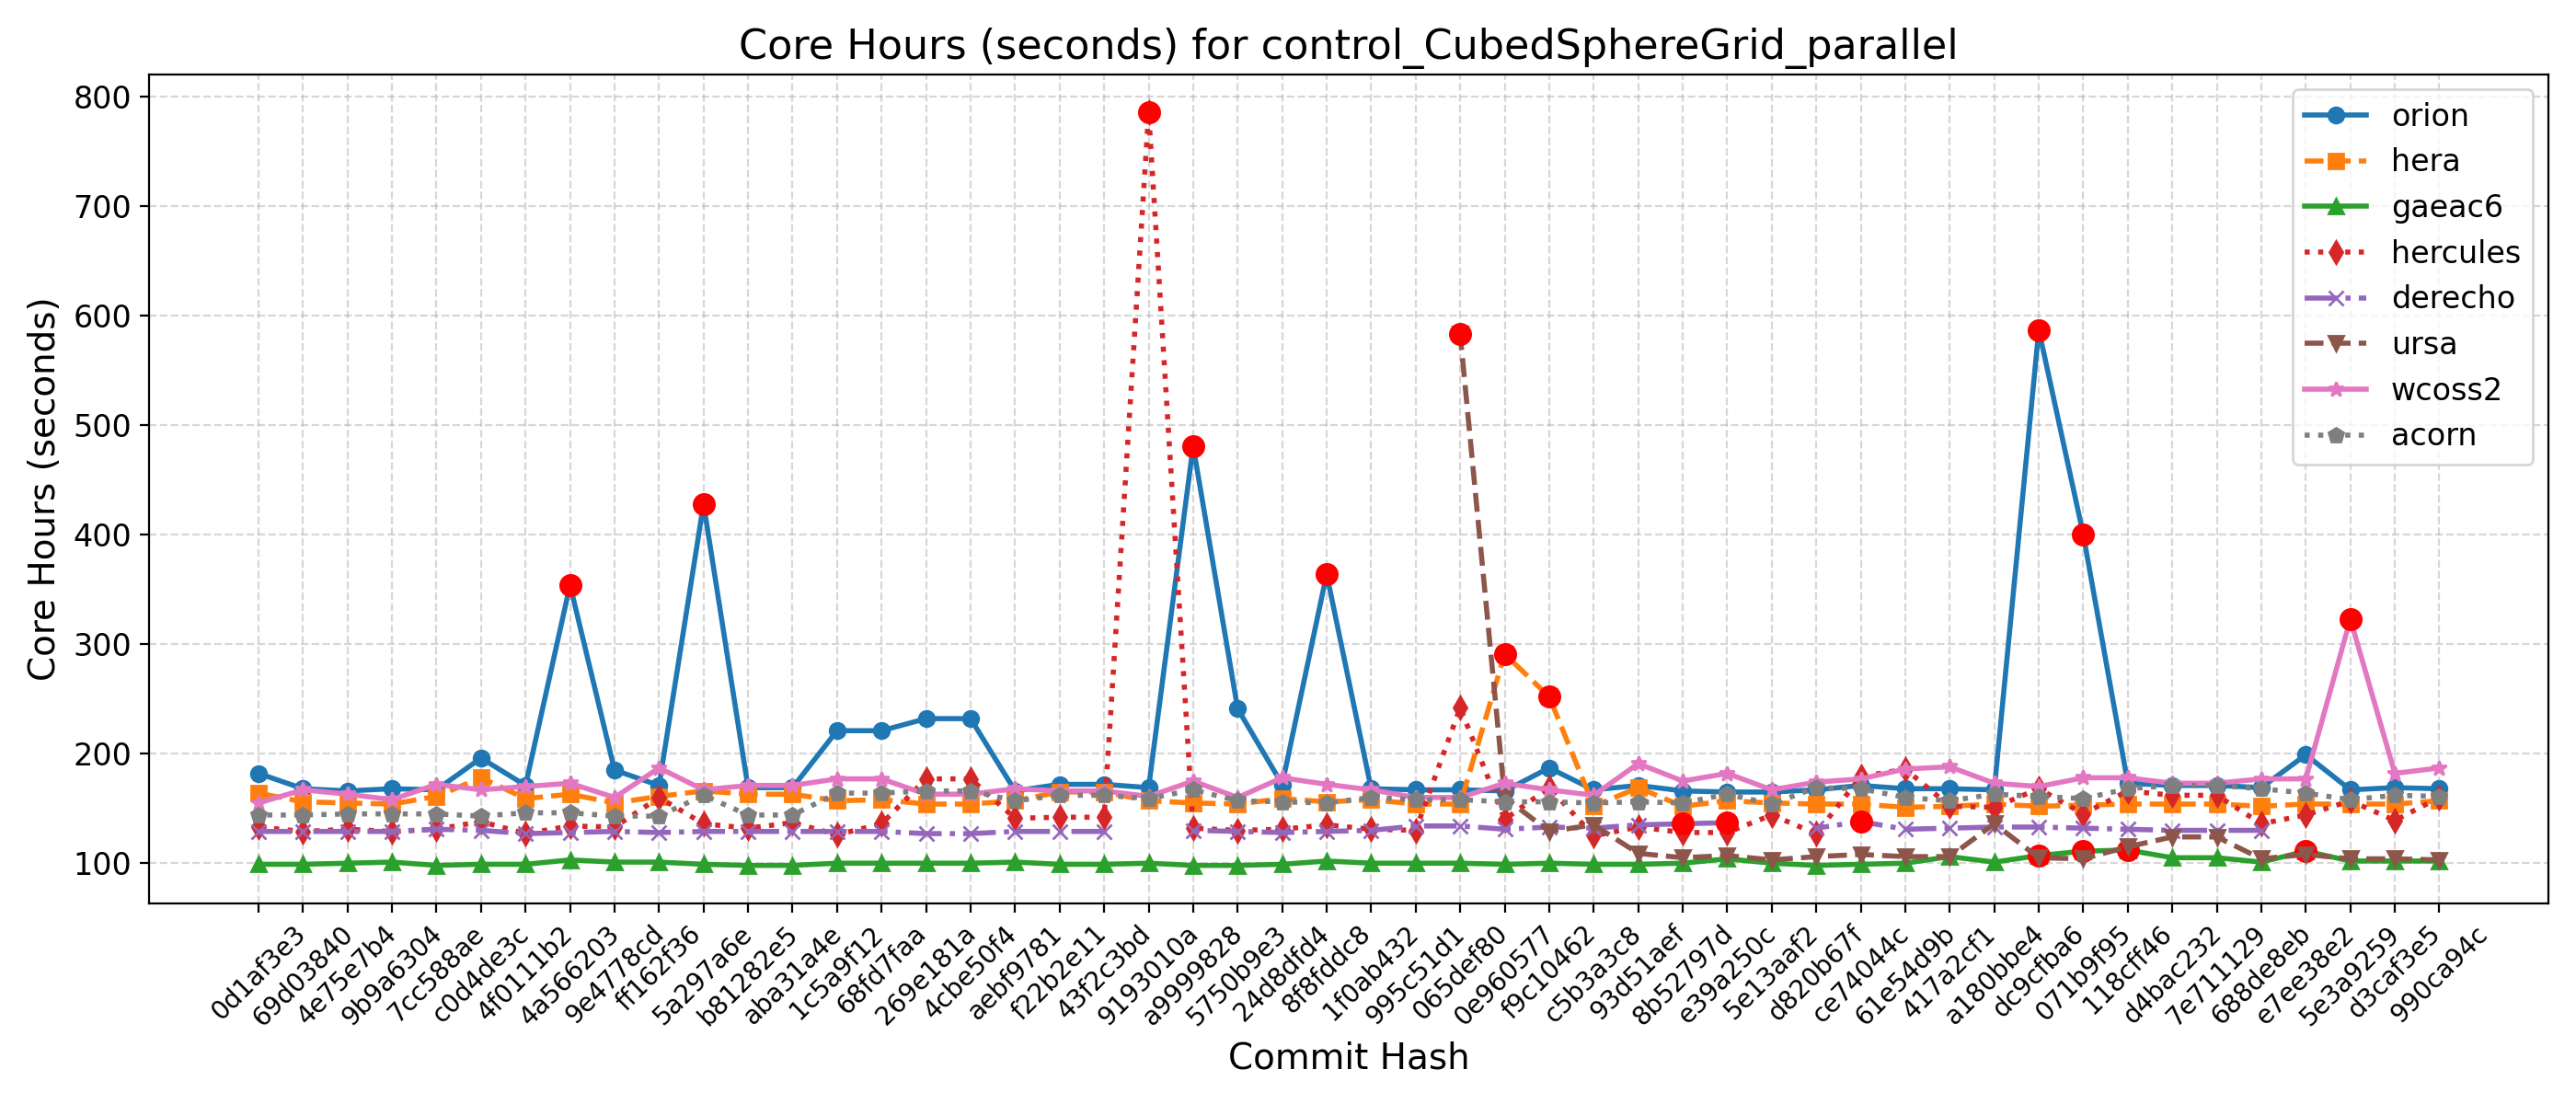 Core Hours (seconds) for control_CubedSphereGrid_parallel
Core Hours (seconds)
800
700
600
500
400
300
200
100
orion
hera
gaeac6
hercules
derecho
ursa
wcoss2
acorn
0d1af3e3
69d03840
4e75e7b4
9b9a6304
7cc588ae
c0d4de3c
4f0111b2
4a566203
9e4778cd
ff162f36
5a297a6e
b81282e5
aba31a4e
1c5a9f12
68fd7faa
269e181a
4cbe50f4
aebf9781
f22b2e11
43f2c3bd
9193010a
a9999828
5750b9e3
24d8dfd4
8f8fddc8
1f0ab432
995c51d1
065def80
0e960577
f9c10462
c5b3a3c8
93d51aef
8b52797d
e39a250c
5e13aaf2
d820b67f
ce74044c
61e54d9b
417a2cf1
a180bbe4
dc9cfba6
071b9f95
118cff46
d4bac232
7e711129
688de8eb
e7ee38e2
5e3a9259
d3caf3e5
990ca94c
Commit Hash